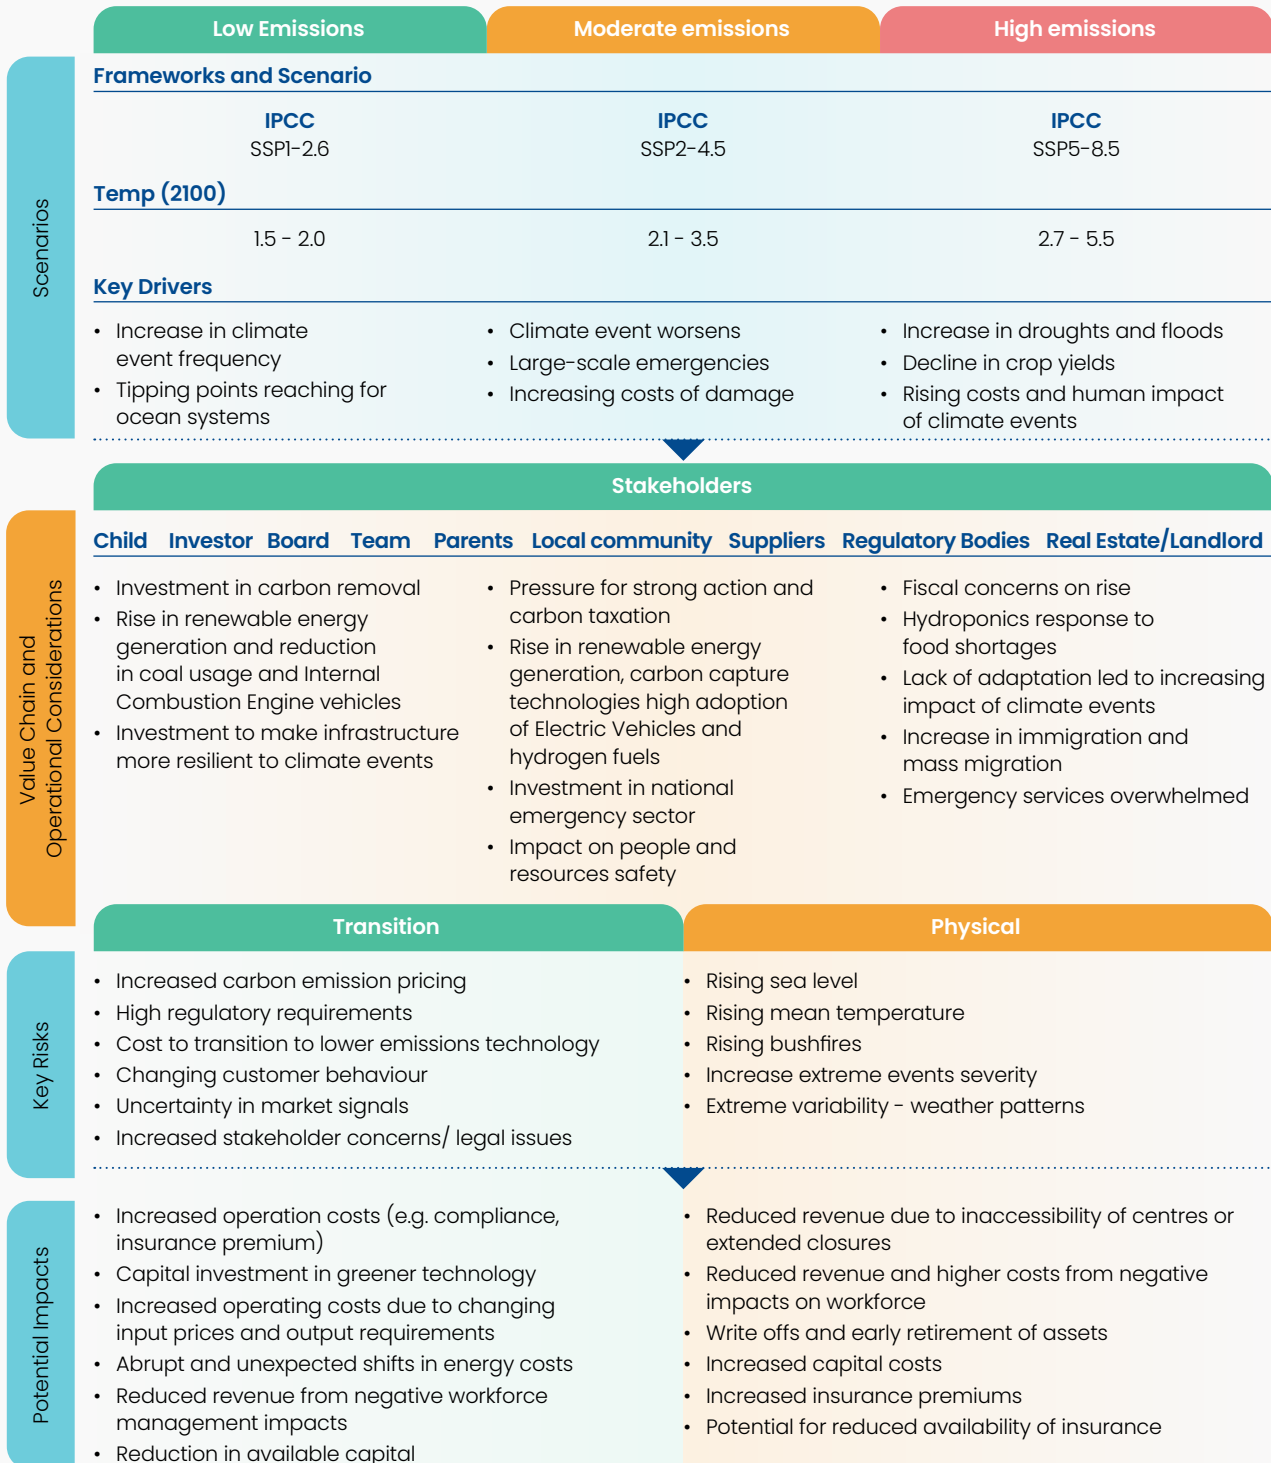 Low Emissions
Moderate emissions
High emissions
Scenarios
Frameworks and Scenario
IPCC
SSP1-2.6
IPCC
SSP2-4.5
IPCC
SSP5-8.5
Temp (2100)
1.5 - 2.0
2.1 - 3.5
2.7 - 5.5
Key Drivers
• Increase in climate
event frequency
• Tipping points reaching for
ocean systems
• Climate event worsens
• Large-scale emergencies
• Increasing costs of damage
• Increase in droughts and floods
• Decline in crop yields
• Rising costs and human impact
of climate events
Stakeholders
Value Chain and
Operational Considerations
Child Investor Board Team Parents Local community Suppliers Regulatory Bodies Real Estate/Landlord
• Investment in carbon removal
• Rise in renewable energy
generation and reduction
in coal usage and Internal
Combustion Engine vehicles
• Investment to make infrastructure
more resilient to climate events
• Pressure for strong action and
carbon taxation
• Rise in renewable energy
generation, carbon capture
technologies high adoption
of Electric Vehicles and
hydrogen fuels
• Investment in national
emergency sector
• Impact on people and
resources safety
• Fiscal concerns on rise
• Hydroponics response to
food shortages
• Lack of adaptation led to increasing
impact of climate events
• Increase in immigration and
mass migration
• Emergency services overwhelmed
Transition
Physical
Key Risks
• Increased carbon emission pricing
• High regulatory requirements
• Cost to transition to lower emissions technology
• Changing customer behaviour
• Uncertainty in market signals
• Increased stakeholder concerns/ legal issues
• Rising sea level
• Rising mean temperature
• Rising bushfires
• Increase extreme events severity
• Extreme variability - weather patterns
Potential Impacts
• Increased operation costs (e.g. compliance,
insurance premium)
• Capital investment in greener technology
• Increased operating costs due to changing
input prices and output requirements
• Abrupt and unexpected shifts in energy costs
• Reduced revenue from negative workforce
management impacts
• Reduction in available capital
• Reduced revenue due to inaccessibility of centres or
extended closures
• Reduced revenue and higher costs from negative
impacts on workforce
• Write offs and early retirement of assets
• Increased capital costs
• Increased insurance premiums
• Potential for reduced availability of insurance